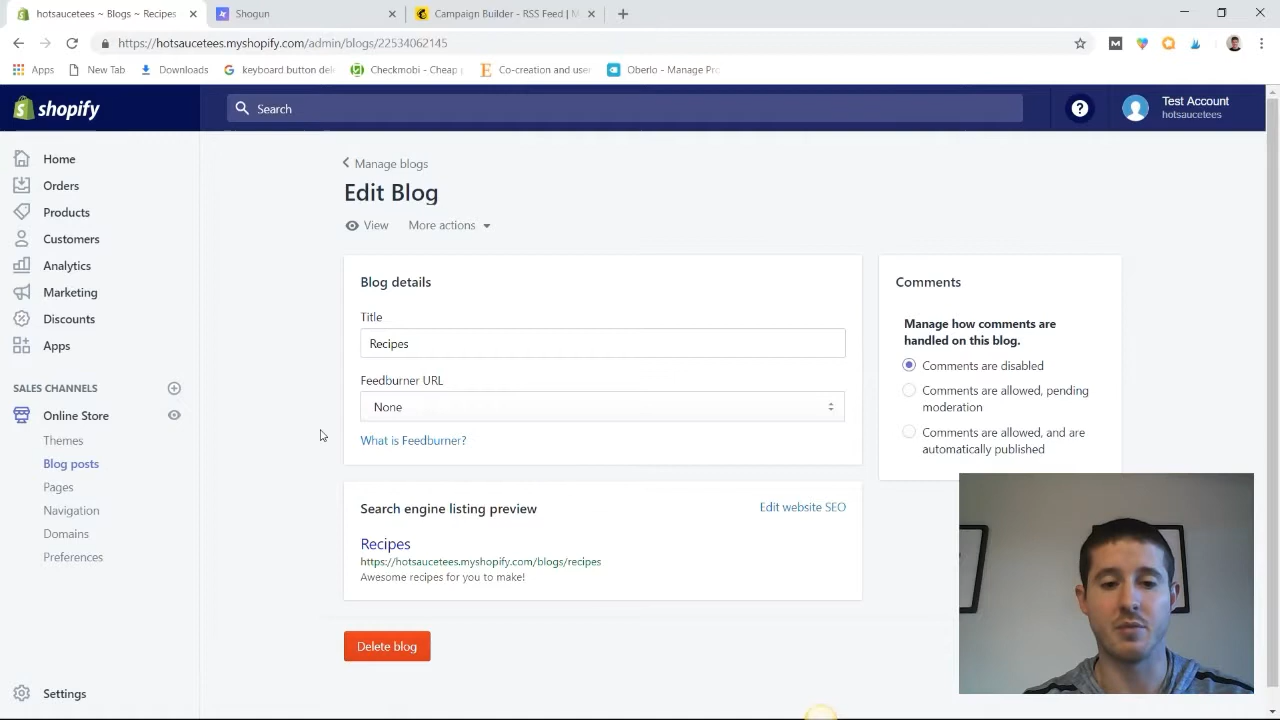 hotsaucetees ~ Blogs ~ Recipes
Shogun
Campaign Builder - RSS Feed | M
https://hotsaucetees.myshopify.com/admin/blogs/22534062145
Apps
New Tab
Downloads
keyboard button del
Checkmobi - Cheap p
Co-creation and user
Oberlo - Manage Pro
shopify
Search
Test Account
hotsaucetees
Home
Orders
Products
Customers
Analytics
Marketing
Discounts
Apps
SALES CHANNELS
Online Store
Themes
Blog posts
Pages
Navigation
Domains
Preferences
Settings
Manage blogs
Edit Blog
View
More actions
Blog details
Title
Recipes
Feedburner URL
None
What is Feedburner?
Search engine listing preview
Edit website SEO
Recipes
https://hotsaucetees.myshopify.com/blogs/recipes
Awesome recipes for you to make!
Delete blog
Comments
Manage how comments are
handled on this blog.
Comments are disabled
Comments are allowed, pending
moderation
Comments are allowed, and are
automatically published